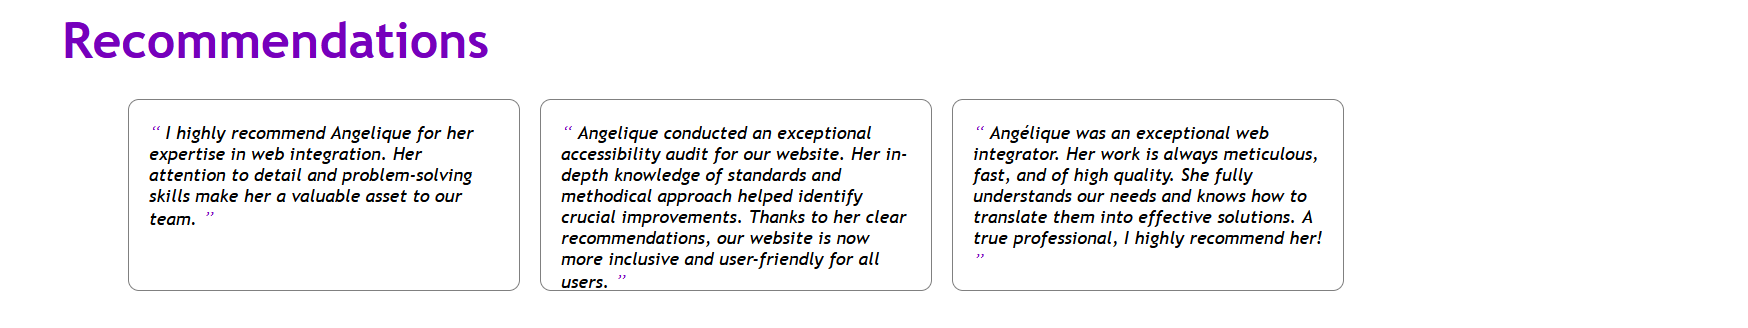 Recommendations
“ I highly recommend Angelique for her
expertise in web integration. Her
attention to detail and problem-solving
skills make her a valuable asset to our
team. ”
“ Angelique conducted an exceptional
accessibility audit for our website. Her in-
depth knowledge of standards and
methodical approach helped identify
crucial improvements. Thanks to her clear
recommendations, our website is now
more inclusive and user-friendly for all
users. ”
“ Angélique was an exceptional web
integrator. Her work is always meticulous,
fast, and of high quality. She fully
understands our needs and knows how to
translate them into effective solutions. A
true professional, I highly recommend her!
”